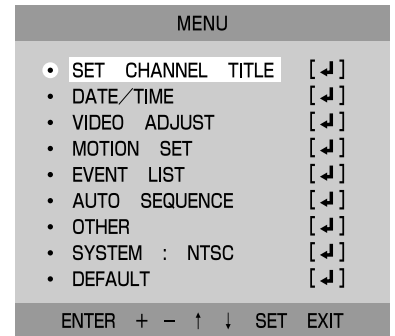 MENU
• SET CHANNEL TITLE [↲]
• DATE/TIME [↲]
• VIDEO ADJUST [↲]
• MOTION SET [↲]
• EVENT LIST [↲]
• AUTO SEQUENCE [↲]
• OTHER [↲]
• SYSTEM : NTSC [↲]
• DEFAULT [↲]
ENTER + − ↑ ↓ SET EXIT